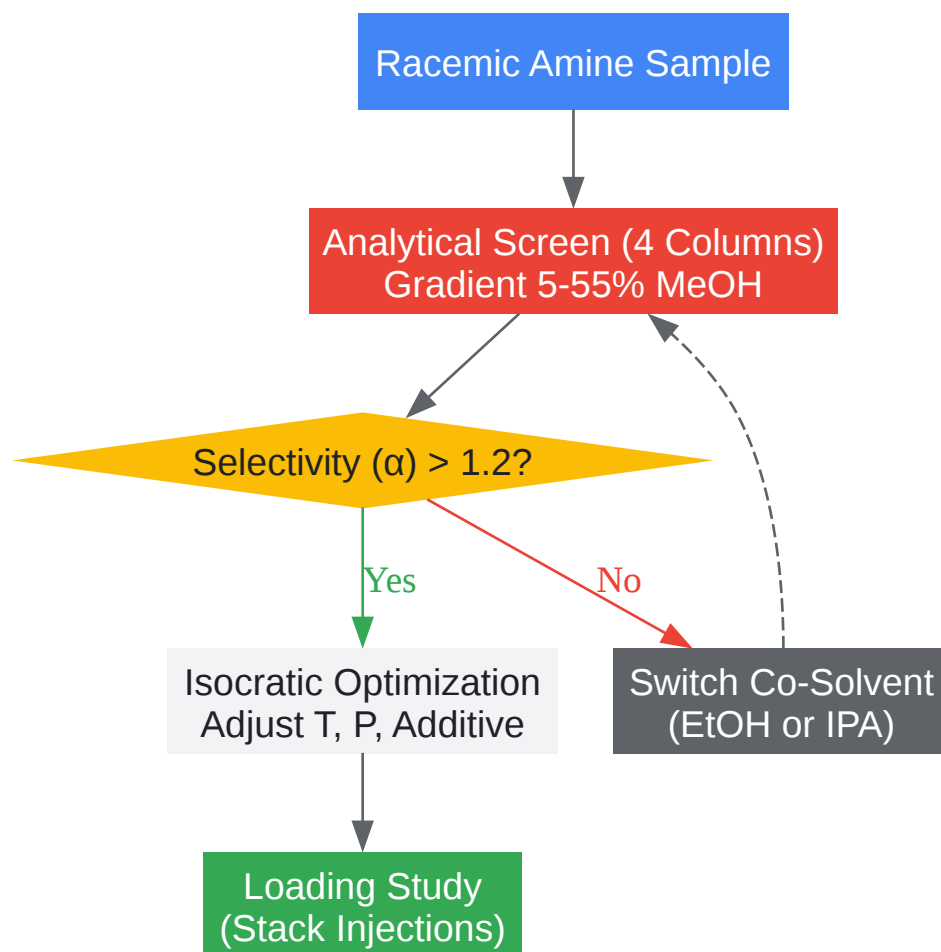 Racemic Amine Sample
Analytical Screen (4 Columns)
Gradient 5-55% MeOH
Selectivity (α) > 1.2?
Yes
No
Isocratic Optimization
Adjust T, P, Additive
Switch Co-Solvent
(EtOH or IPA)
Loading Study
(Stack Injections)